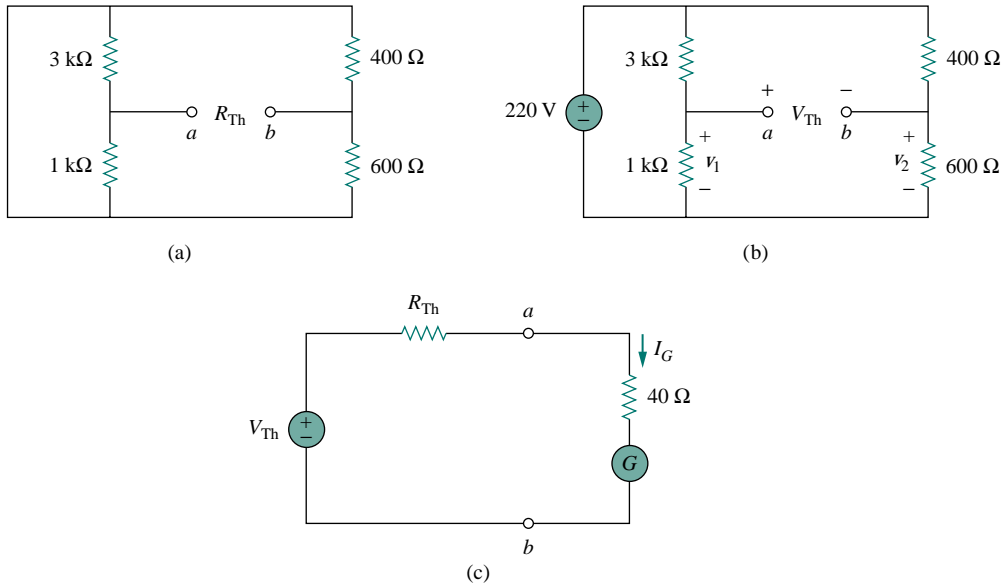 3 kΩ
400 Ω
R_Th
a
b
1 kΩ
600 Ω
(a)
220 V
+
−
3 kΩ
400 Ω
+
−
V_Th
a
b
1 kΩ
+
v_1
−
+
v_2
−
600 Ω
(b)
R_Th
a
I_G
40 Ω
V_Th
+
−
G
b
(c)